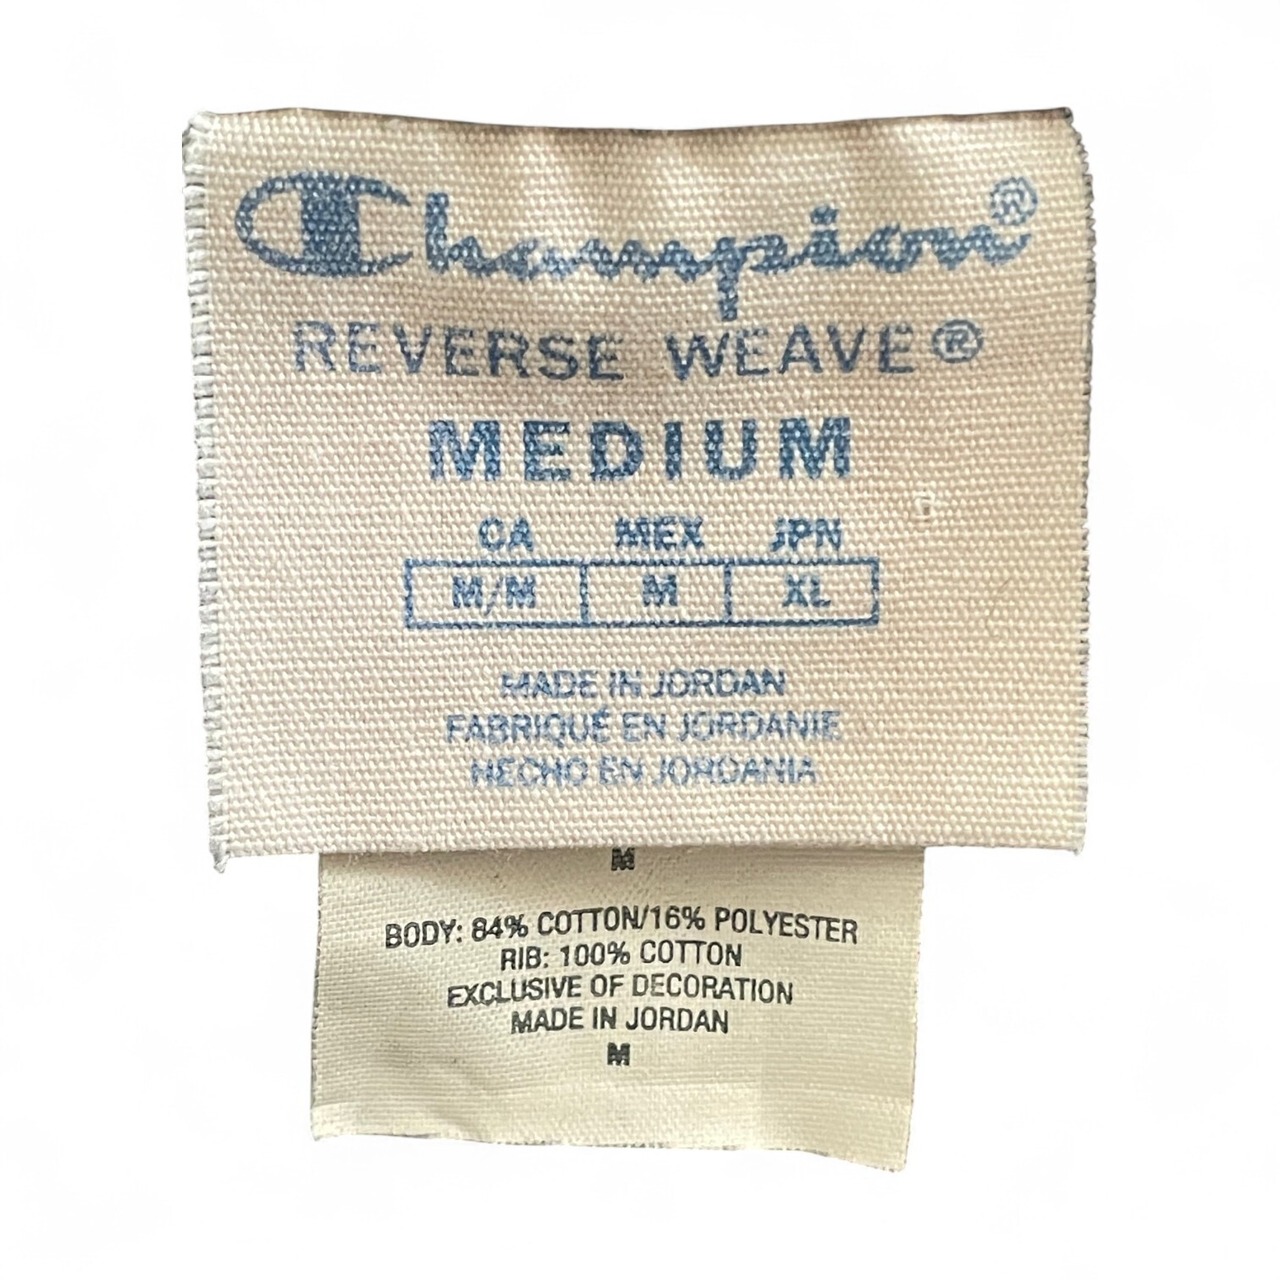 Champion®
REVERSE WEAVE®
MEDIUM
CA MEX JPN
M/M M XL
MADE IN JORDAN
FABRIQUÉ EN JORDANIE
HECHO EN JORDANIA
M
BODY: 84% COTTON/16% POLYESTER
RIB: 100% COTTON
EXCLUSIVE OF DECORATION
MADE IN JORDAN
M